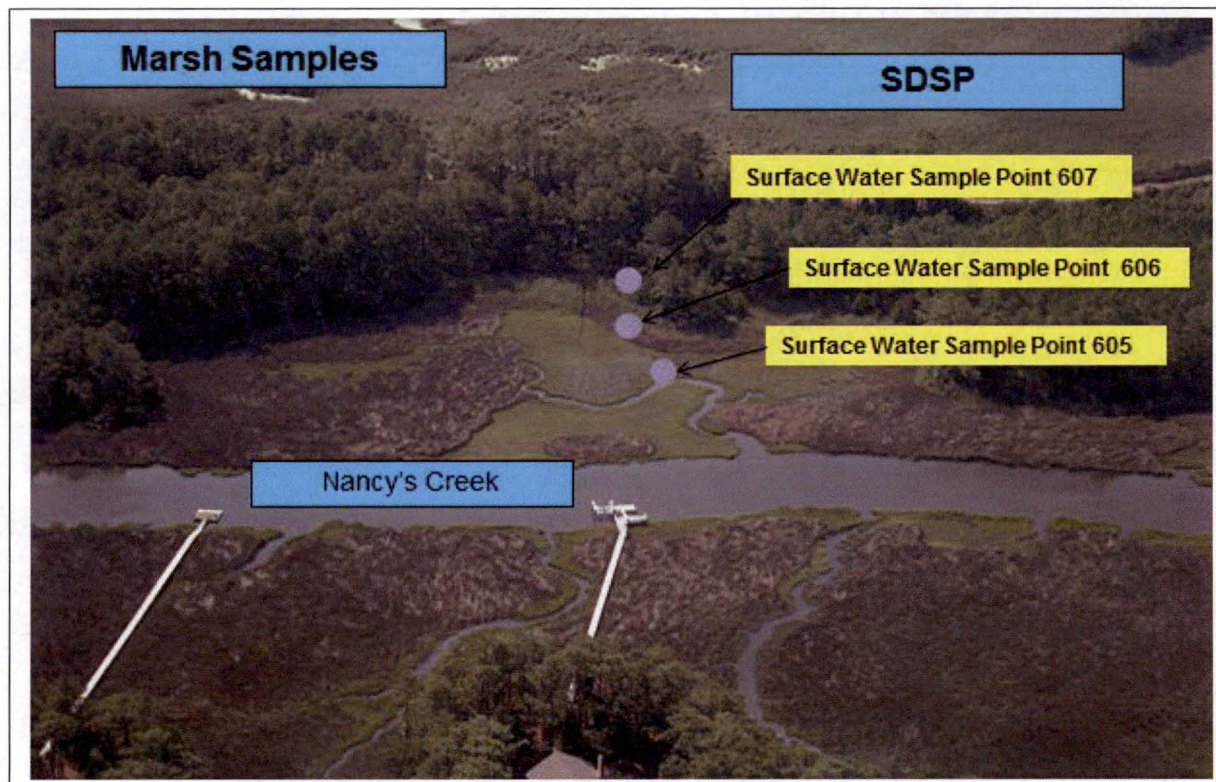 Marsh Samples
SDSP
Surface Water Sample Point 607
Surface Water Sample Point 606
Surface Water Sample Point 605
Nancy's Creek